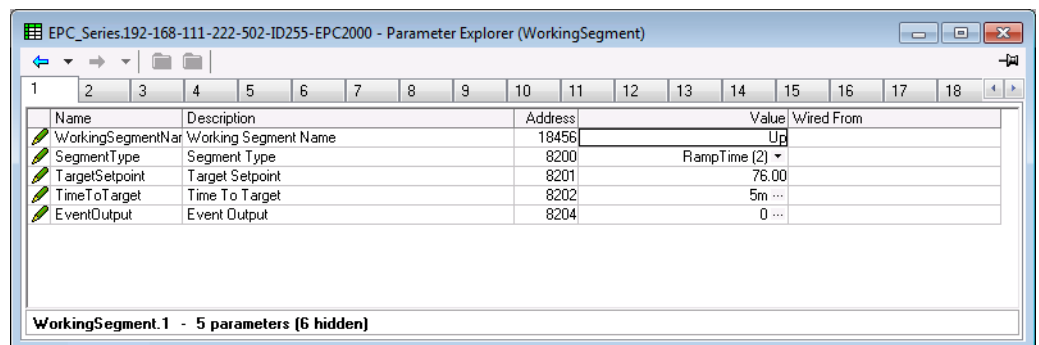 EPC_Series.192-168-111-222-502-ID255-EPC2000 - Parameter Explorer (WorkingSegment)
1 2 3 4 5 6 7 8 9 10 11 12 13 14 15 16 17 18
Name Description Address Value Wired From
WorkingSegmentNar Working Segment Name 18456 Up
SegmentType Segment Type 8200 RampTime (2)
TargetSetpoint Target Setpoint 8201 76.00
TimeToTarget Time To Target 8202 5m ...
EventOutput Event Output 8204 0 ...
WorkingSegment.1 - 5 parameters (6 hidden)